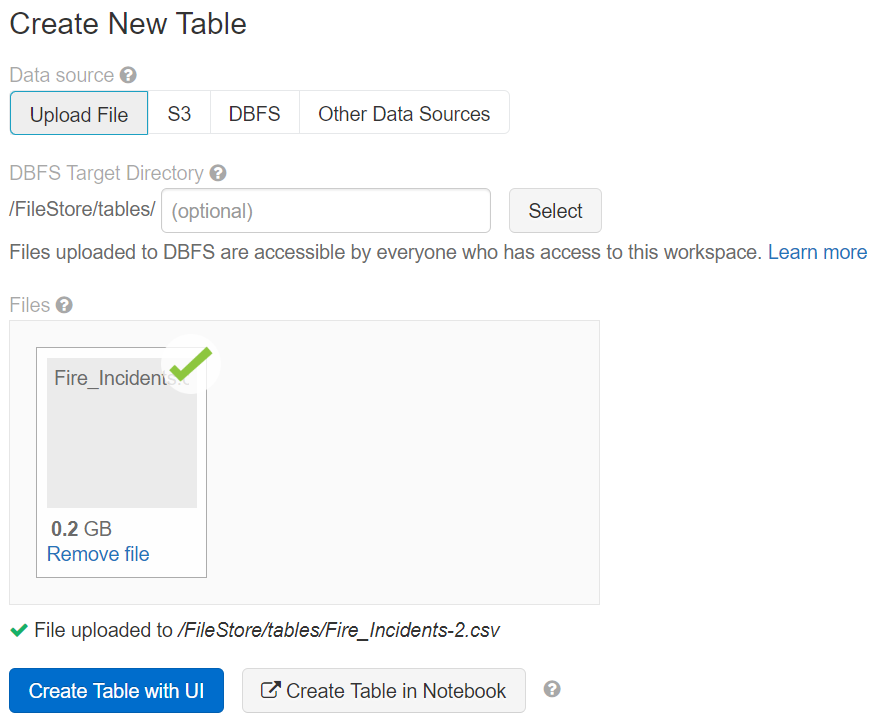 Create New Table
Data source
Upload File S3 DBFS Other Data Sources
DBFS Target Directory
/FileStore/tables/ (optional) Select
Files uploaded to DBFS are accessible by everyone who has access to this workspace. Learn more
Files
Fire_Incidents.c
0.2 GB
Remove file
File uploaded to /FileStore/tables/Fire_Incidents-2.csv
Create Table with UI Create Table in Notebook